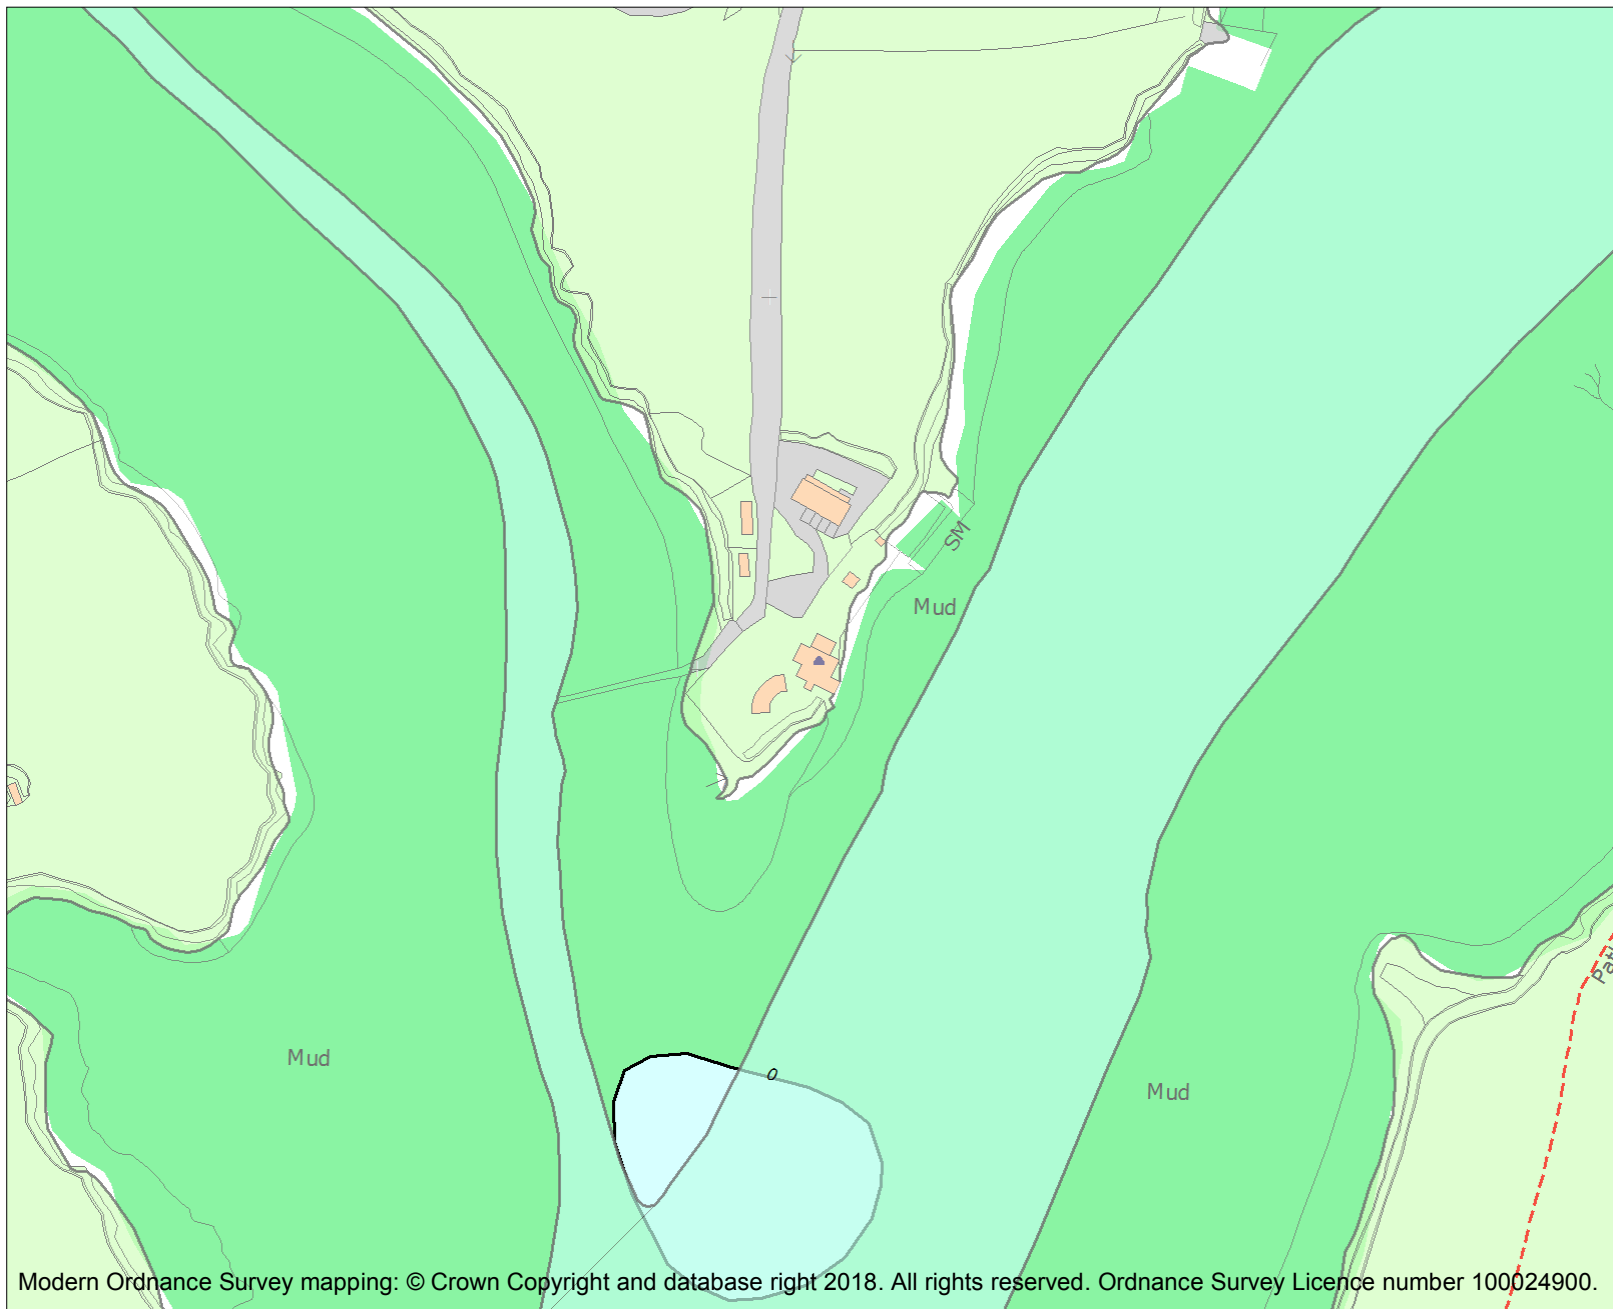 SM
Mud
Pat
Mud
0
Mud
Modern Ordnance Survey mapping: © Crown Copyright and database right 2018. All rights reserved. Ordnance Survey Licence number 100024900.